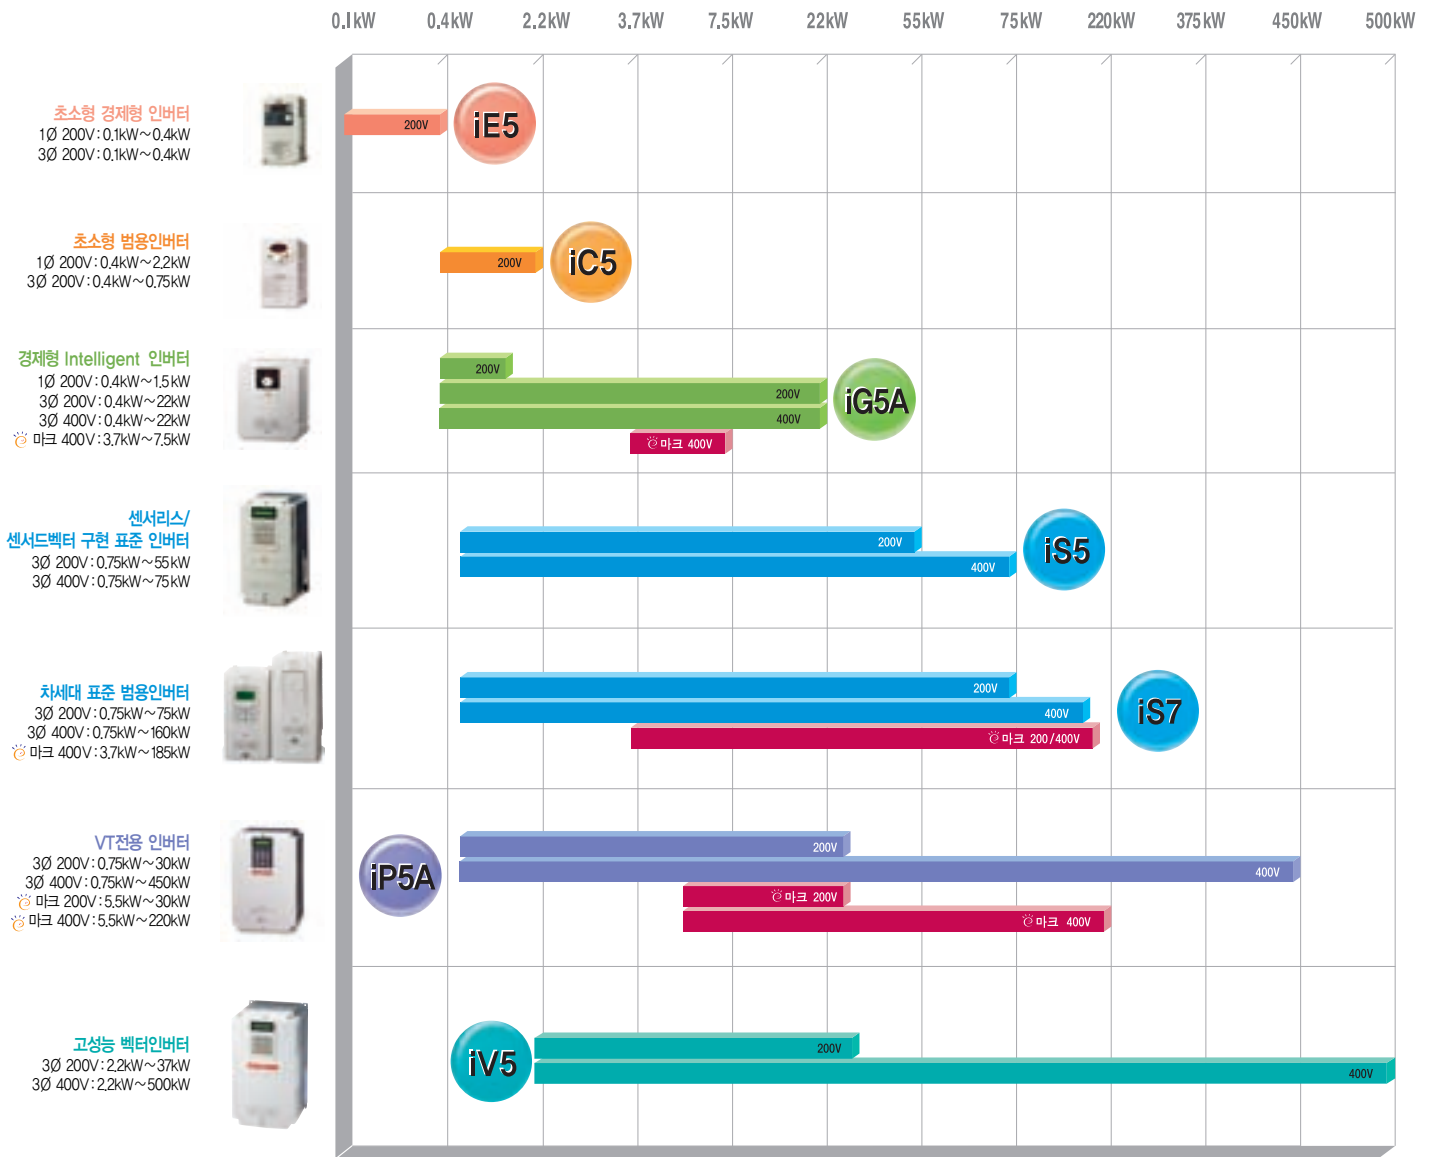 0.1kW 0.4kW 2.2kW 3.7kW 7.5kW 22kW 55kW 75kW 220kW 375kW 450kW 500kW
초소형 경제형 인버터
1Ø 200V : 0.1kW~0.4kW
3Ø 200V : 0.1kW~0.4kW
200V
iE5
초소형 범용인버터
1Ø 200V : 0.4kW~2.2kW
3Ø 200V : 0.4kW~0.75kW
200V
iC5
경제형 Intelligent 인버터
1Ø 200V : 0.4kW~1.5kW
3Ø 200V : 0.4kW~22kW
3Ø 400V : 0.4kW~22kW
e 마크 400V : 3.7kW~7.5kW
200V
200V
400V
e 마크 400V
iG5A
센서리스/
센서드벡터 구현 표준 인버터
3Ø 200V : 0.75kW~55kW
3Ø 400V : 0.75kW~75kW
200V
400V
iS5
차세대 표준 범용인버터
3Ø 200V : 0.75kW~75kW
3Ø 400V : 0.75kW~160kW
e 마크 400V : 3.7kW~185kW
200V
400V
e 마크 200/400V
iS7
VT전용 인버터
3Ø 200V : 0.75kW~30kW
3Ø 400V : 0.75kW~450kW
e 마크 200V : 5.5kW~30kW
e 마크 400V : 5.5kW~220kW
iP5A
200V
400V
e 마크 200V
e 마크 400V
고성능 벡터인버터
3Ø 200V : 2.2kW~37kW
3Ø 400V : 2.2kW~500kW
iV5
200V
400V